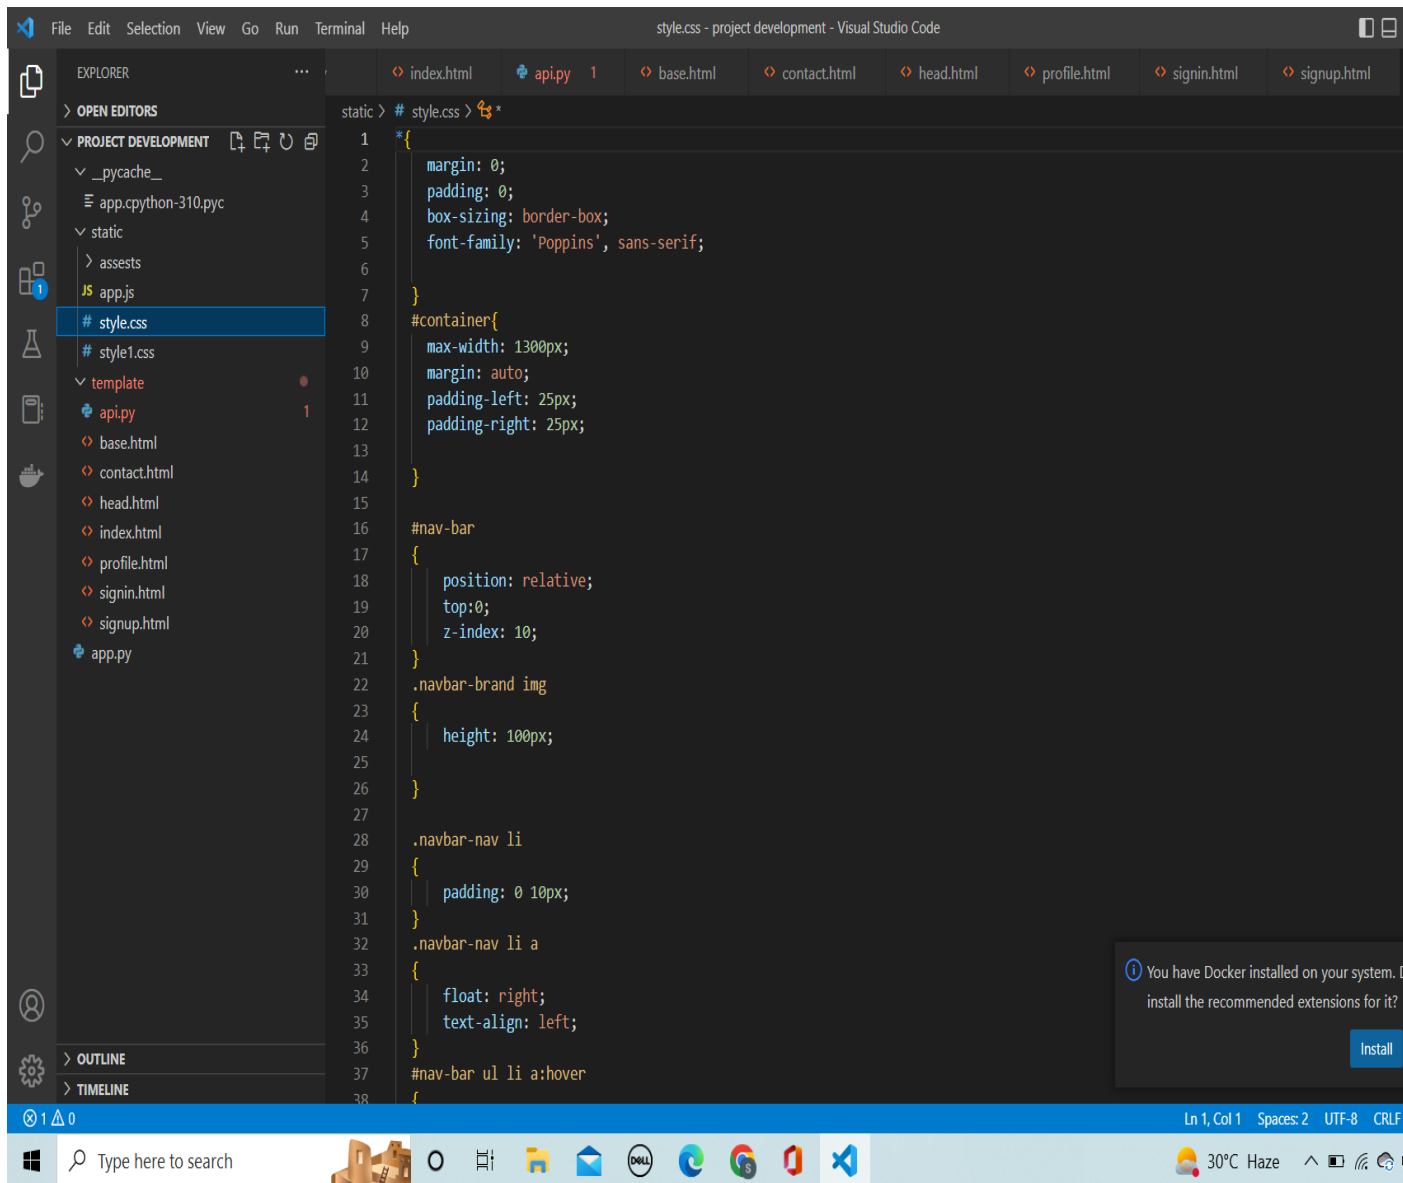 File Edit Selection View Go Run Terminal Help style.css - project development - Visual Studio Code
EXPLORER ...
index.html api.py 1 base.html contact.html head.html profile.html signin.html signup.html
OPEN EDITORS
static > # style.css > *
PROJECT DEVELOPMENT
__pycache__
app.cpython-310.pyc
static
assests
JS app.js
# style.css
# style1.css
template
api.py 1
base.html
contact.html
head.html
index.html
profile.html
signin.html
signup.html
app.py
OUTLINE
TIMELINE
1 *{
2 margin: 0;
3 padding: 0;
4 box-sizing: border-box;
5 font-family: 'Poppins', sans-serif;
6
7 }
8 #container{
9 max-width: 1300px;
10 margin: auto;
11 padding-left: 25px;
12 padding-right: 25px;
13
14 }
15
16 #nav-bar
17 {
18 position: relative;
19 top:0;
20 z-index: 10;
21 }
22 .navbar-brand img
23 {
24 height: 100px;
25
26 }
27
28 .navbar-nav li
29 {
30 padding: 0 10px;
31 }
32 .navbar-nav li a
33 {
34 float: right;
35 text-align: left;
36 }
37 #nav-bar ul li a:hover
38 {
1
You have Docker installed on your system. D
install the recommended extensions for it?
Install
1 0 Ln 1, Col 1 Spaces: 2 UTF-8 CRLF
Type here to search DELL S 30°C Haze